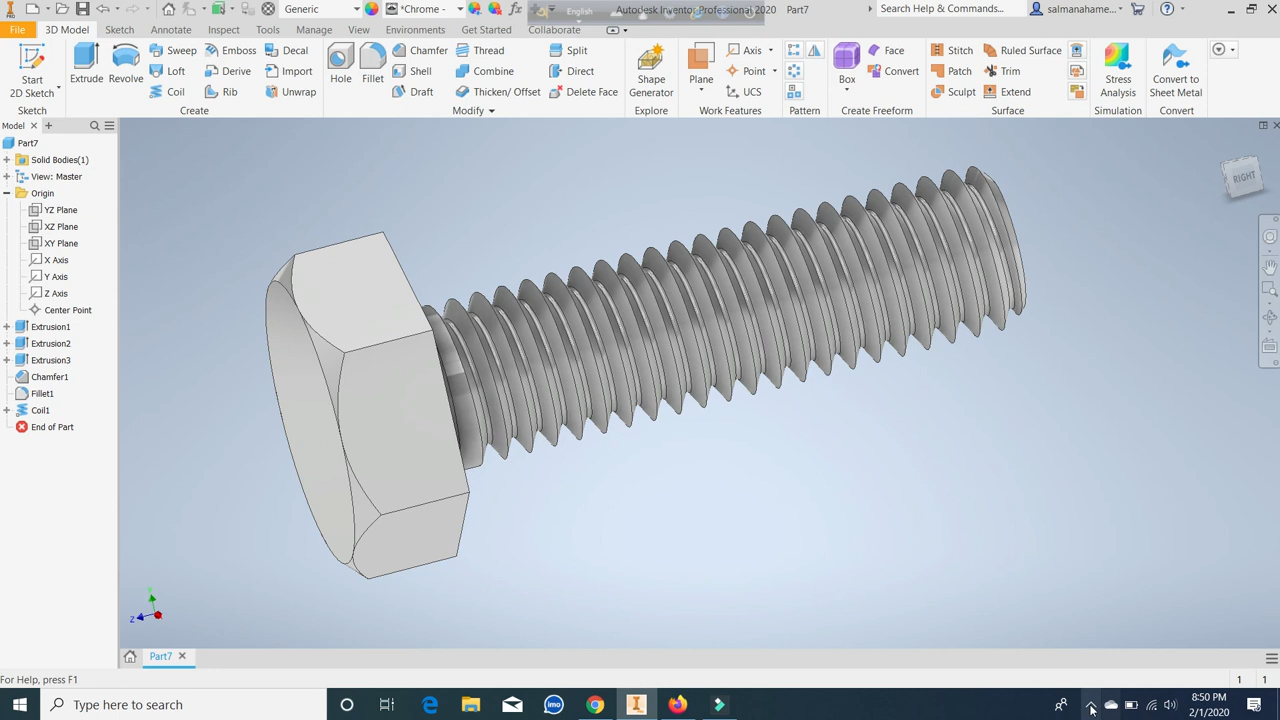 PRO
Generic
*Chrome
fx
English
Autodesk Inventor Professional 2020 Part7
Search Help & Commands...
salmanahame...
File 3D Model Sketch Annotate Inspect Tools Manage View Environments Get Started Collaborate
Start
2D Sketch
Sketch
Extrude
Revolve
Sweep
Loft
Coil
Emboss
Derive
Rib
Decal
Import
Unwrap
Create
Hole
Fillet
Chamfer
Shell
Draft
Thread
Combine
Thicken/ Offset
Split
Direct
Delete Face
Modify
Shape
Generator
Explore
Plane
Axis
Point
UCS
Work Features
Pattern
Box
Face
Convert
Create Freeform
Stitch
Patch
Sculpt
Ruled Surface
Trim
Extend
Surface
Stress
Analysis
Simulation
Convert to
Sheet Metal
Convert
Model
Part7
Solid Bodies(1)
View: Master
Origin
YZ Plane
XZ Plane
XY Plane
X Axis
Y Axis
Z Axis
Center Point
Extrusion1
Extrusion2
Extrusion3
Chamfer1
Fillet1
Coil1
End of Part
RIGHT
Z
Part7
For Help, press F1
1 1
Type here to search
imo
8:50 PM
2/1/2020